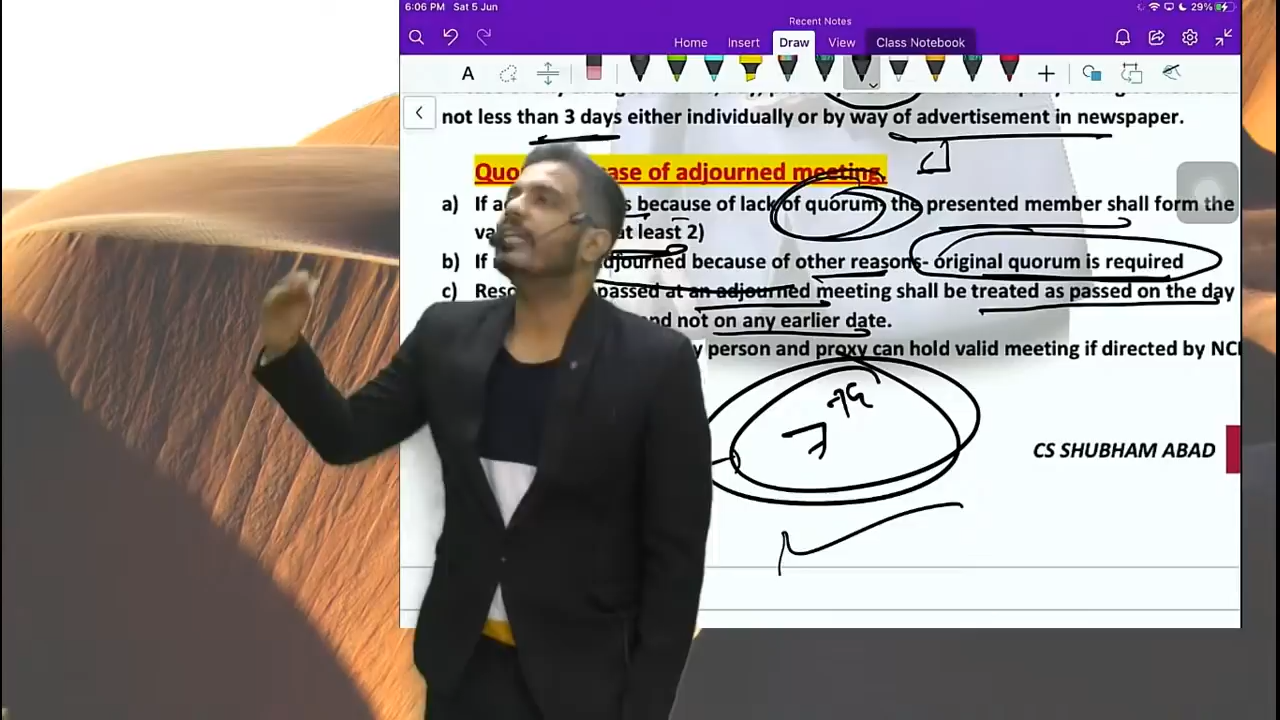 6:06 PM Sat 5 Jun
29%
Recent Notes
Home Insert Draw View Class Notebook
A
not less than 3 days either individually or by way of advertisement in newspaper.
Quo ase of adjourned meeting.
a) If a s because of lack of quorum, the presented member shall form the
va at least 2)
b) If djourned because of other reasons- original quorum is required
c) Reso passed at an adjourned meeting shall be treated as passed on the day
nd not on any earlier date.
y person and proxy can hold valid meeting if directed by NCL
CS SHUBHAM ABAD